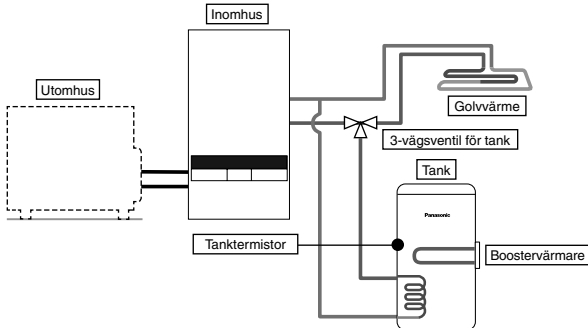 Inomhus
Utomhus
Golvvärme
3-vägsventil för tank
Tank
Panasonic
Tanktermistor
Boostervärmare